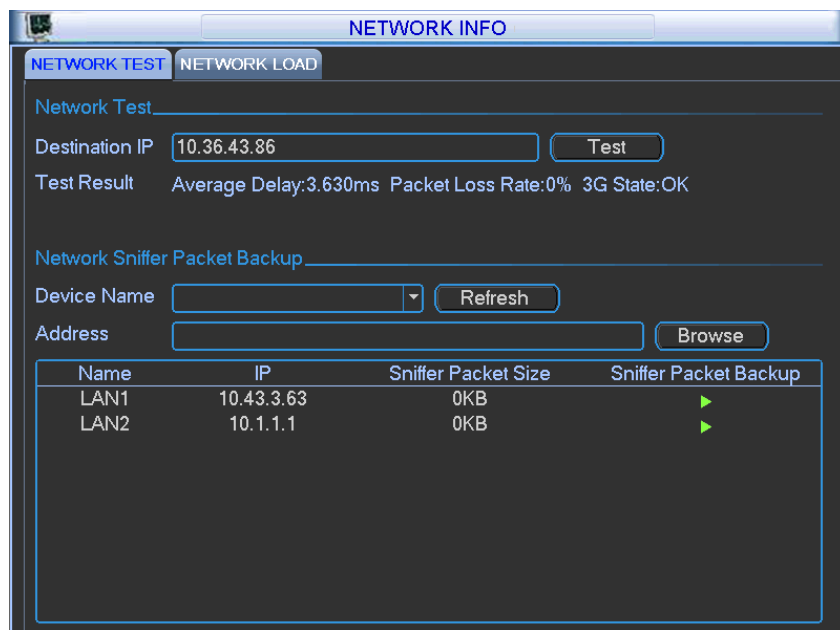 NETWORK INFO
NETWORK TEST NETWORK LOAD
Network Test
Destination IP 10.36.43.86 Test
Test Result Average Delay:3.630ms Packet Loss Rate:0% 3G State:OK
Network Sniffer Packet Backup
Device Name Refresh
Address Browse
Name IP Sniffer Packet Size Sniffer Packet Backup
LAN1 10.43.3.63 0KB
LAN2 10.1.1.1 0KB